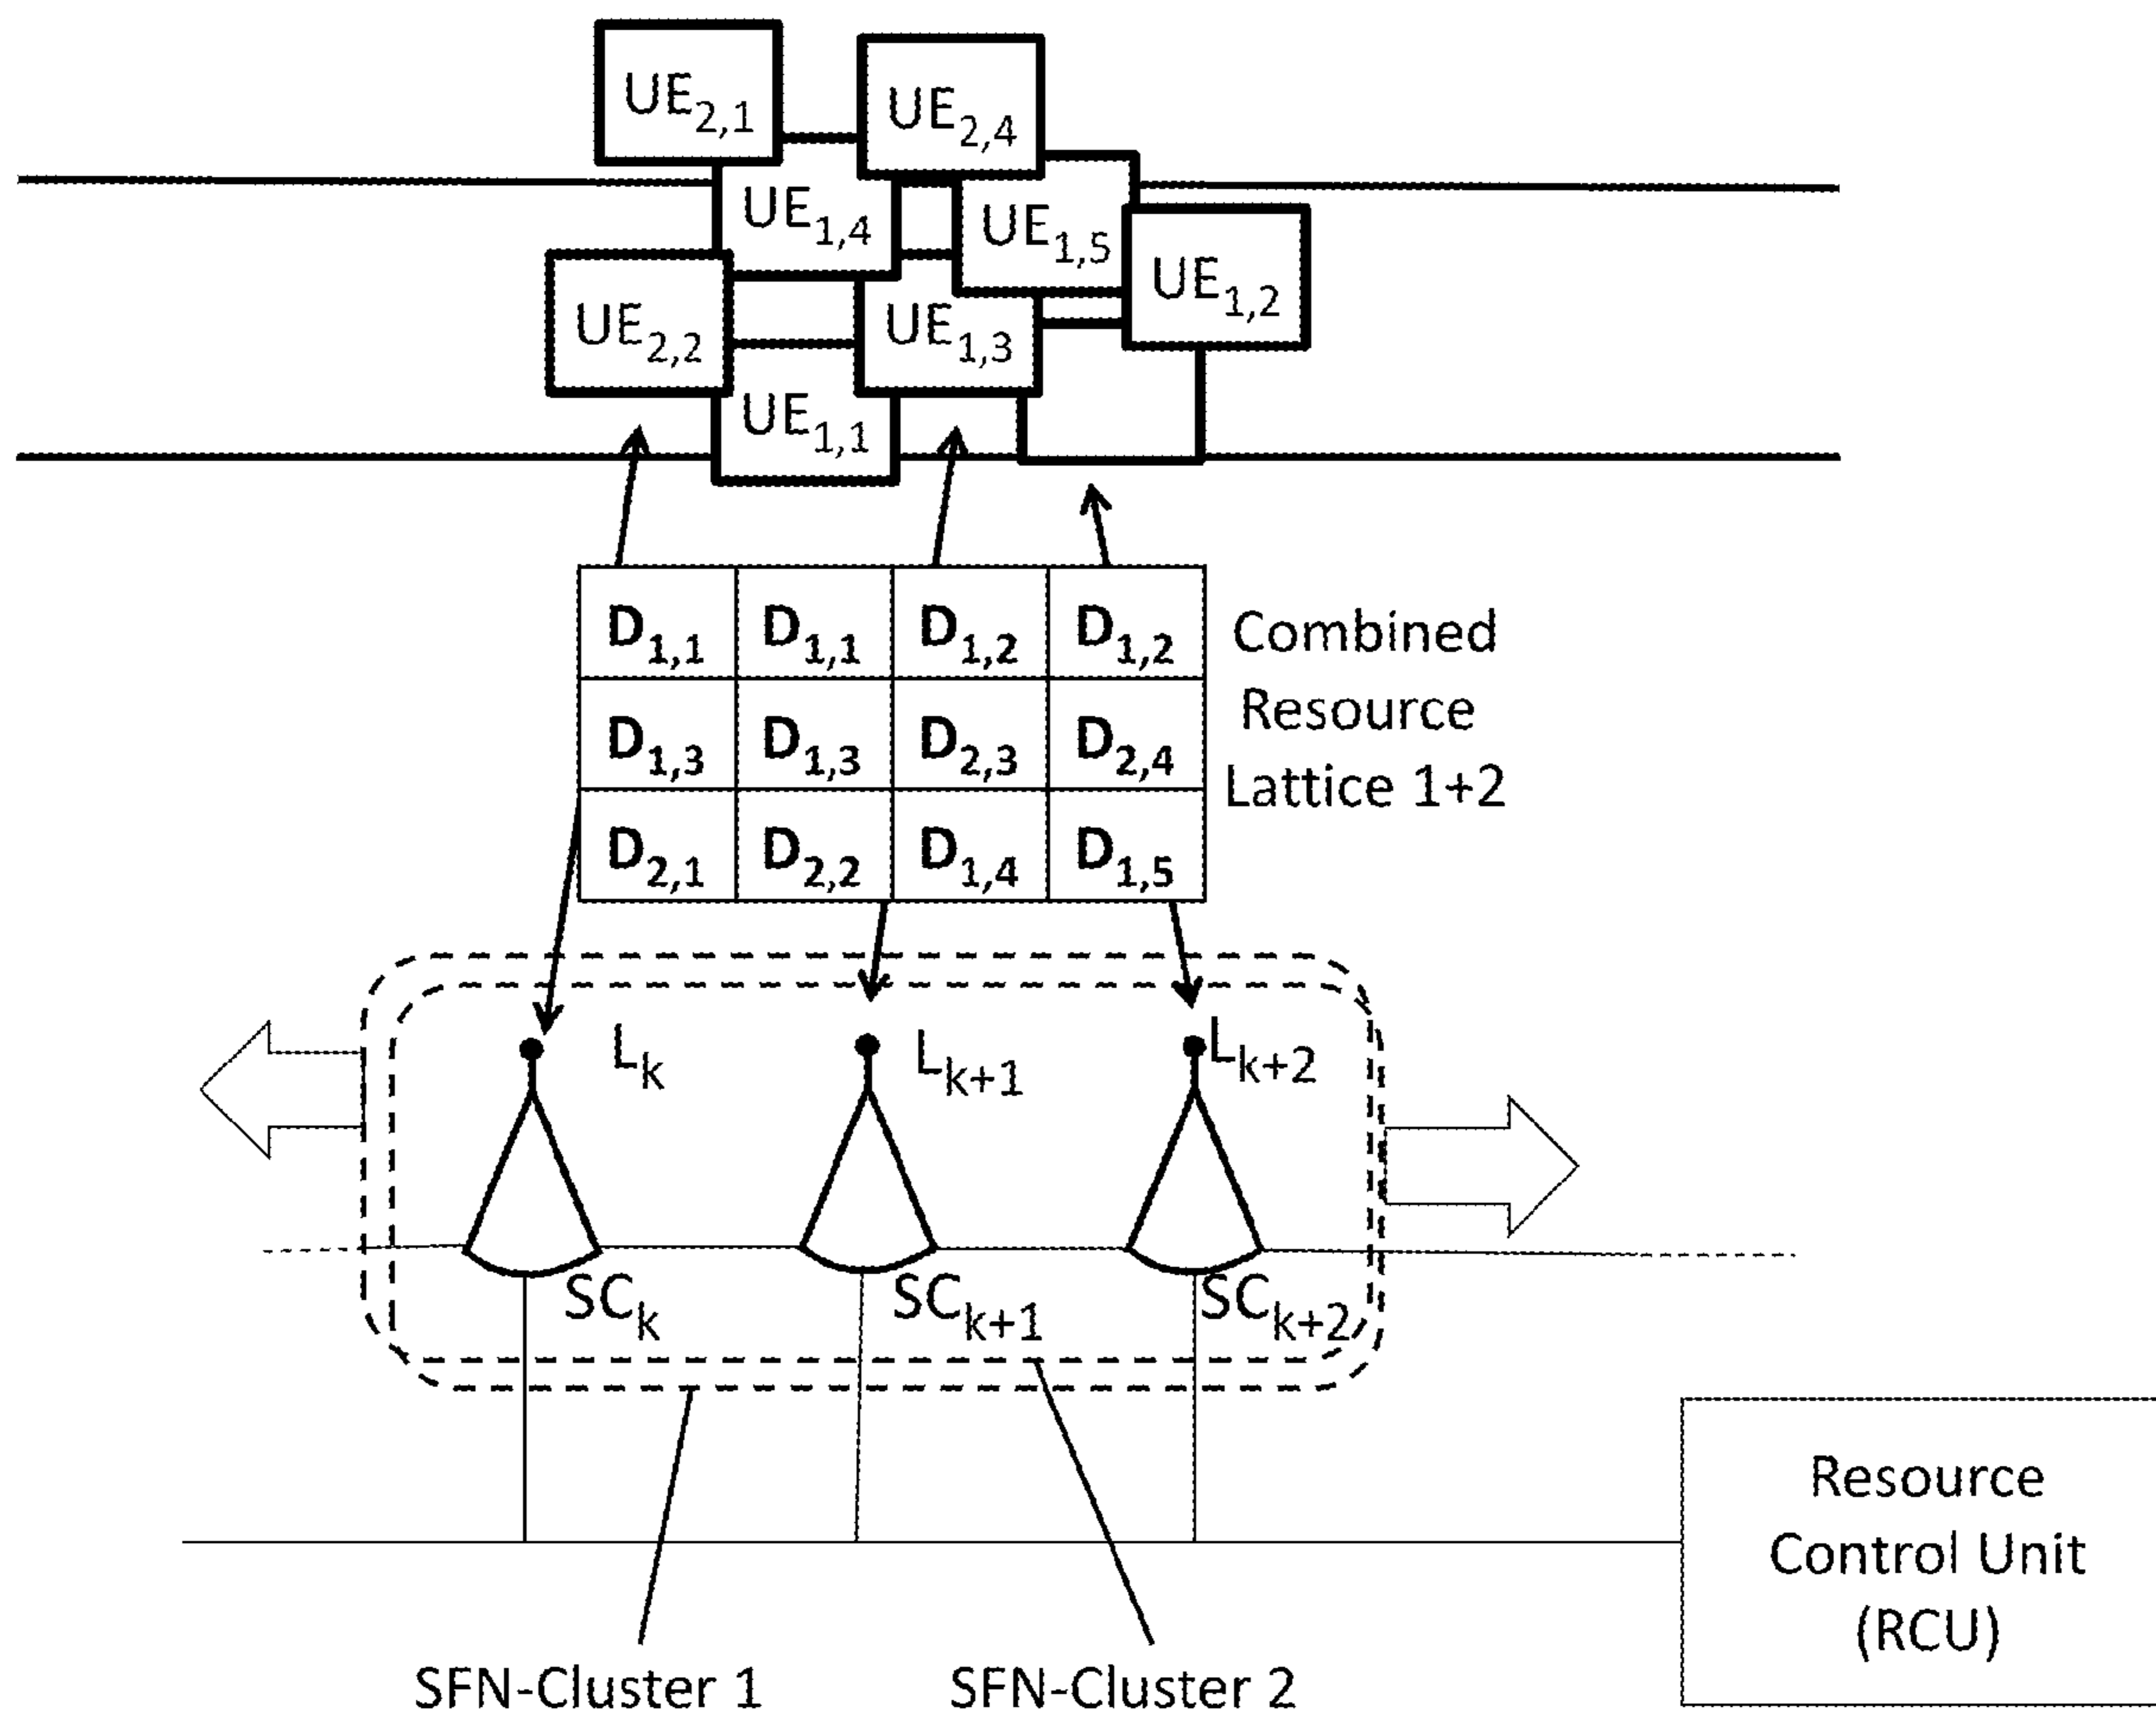 UE2,1
UE2,4
UE1,4
UE1,5
UE1,2
UE2,2
UE1,3
UE1,1
D1,1 D1,1 D1,2 D1,2
D1,3 D1,3 D2,3 D2,4
D2,1 D2,2 D1,4 D1,5
Combined
Resource
Lattice 1+2
Lk
Lk+1
Lk+2
SCk
SCk+1
SCk+2
Resource
Control Unit
(RCU)
SFN-Cluster 1
SFN-Cluster 2